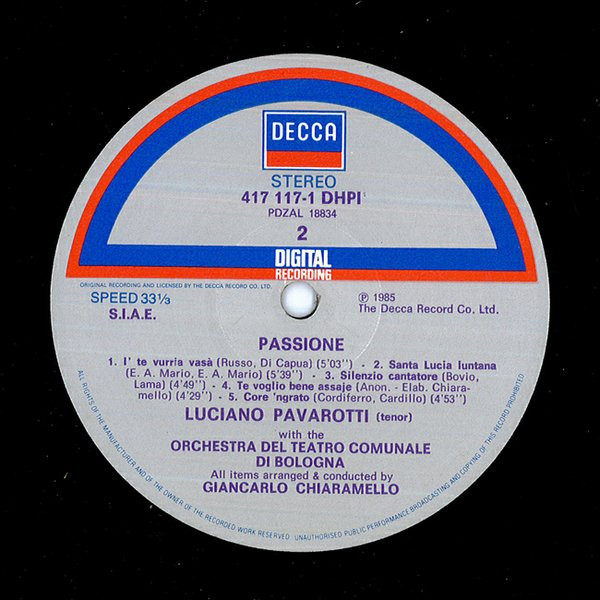 DECCA
STEREO
417 117-1 DHPI
PDZAL 18834
2
DIGITAL
RECORDING
ORIGINAL RECORDING AND LICENSED BY THE DECCA RECORD CO. LTD.
SPEED 33 1/3
S.I.A.E.
℗ 1985
The Decca Record Co. Ltd.
PASSIONE
1. I' te vurria vasà (Russo, Di Capua) (5'03'') - 2. Santa Lucia luntana
(E. A. Mario, E. A. Mario) (5'39'') - 3. Silenzio cantatore (Bovio,
Lama) (4'49'') - 4. Te voglio bene assaje (Anon. - Elab. Chiara-
mello) (4'29'') - 5. Core 'ngrato (Cordiferro, Cardillo) (4'53'')
LUCIANO PAVAROTTI (tenor)
with the
ORCHESTRA DEL TEATRO COMUNALE
DI BOLOGNA
All items arranged & conducted by
GIANCARLO CHIARAMELLO
ALL RIGHTS OF THE MANUFACTURER AND OF THE OWNER OF THE RECORDED WORK RESERVED. UNAUTHORISED PUBLIC PERFORMANCE BROADCASTING AND COPYING OF THIS RECORD PROHIBITED